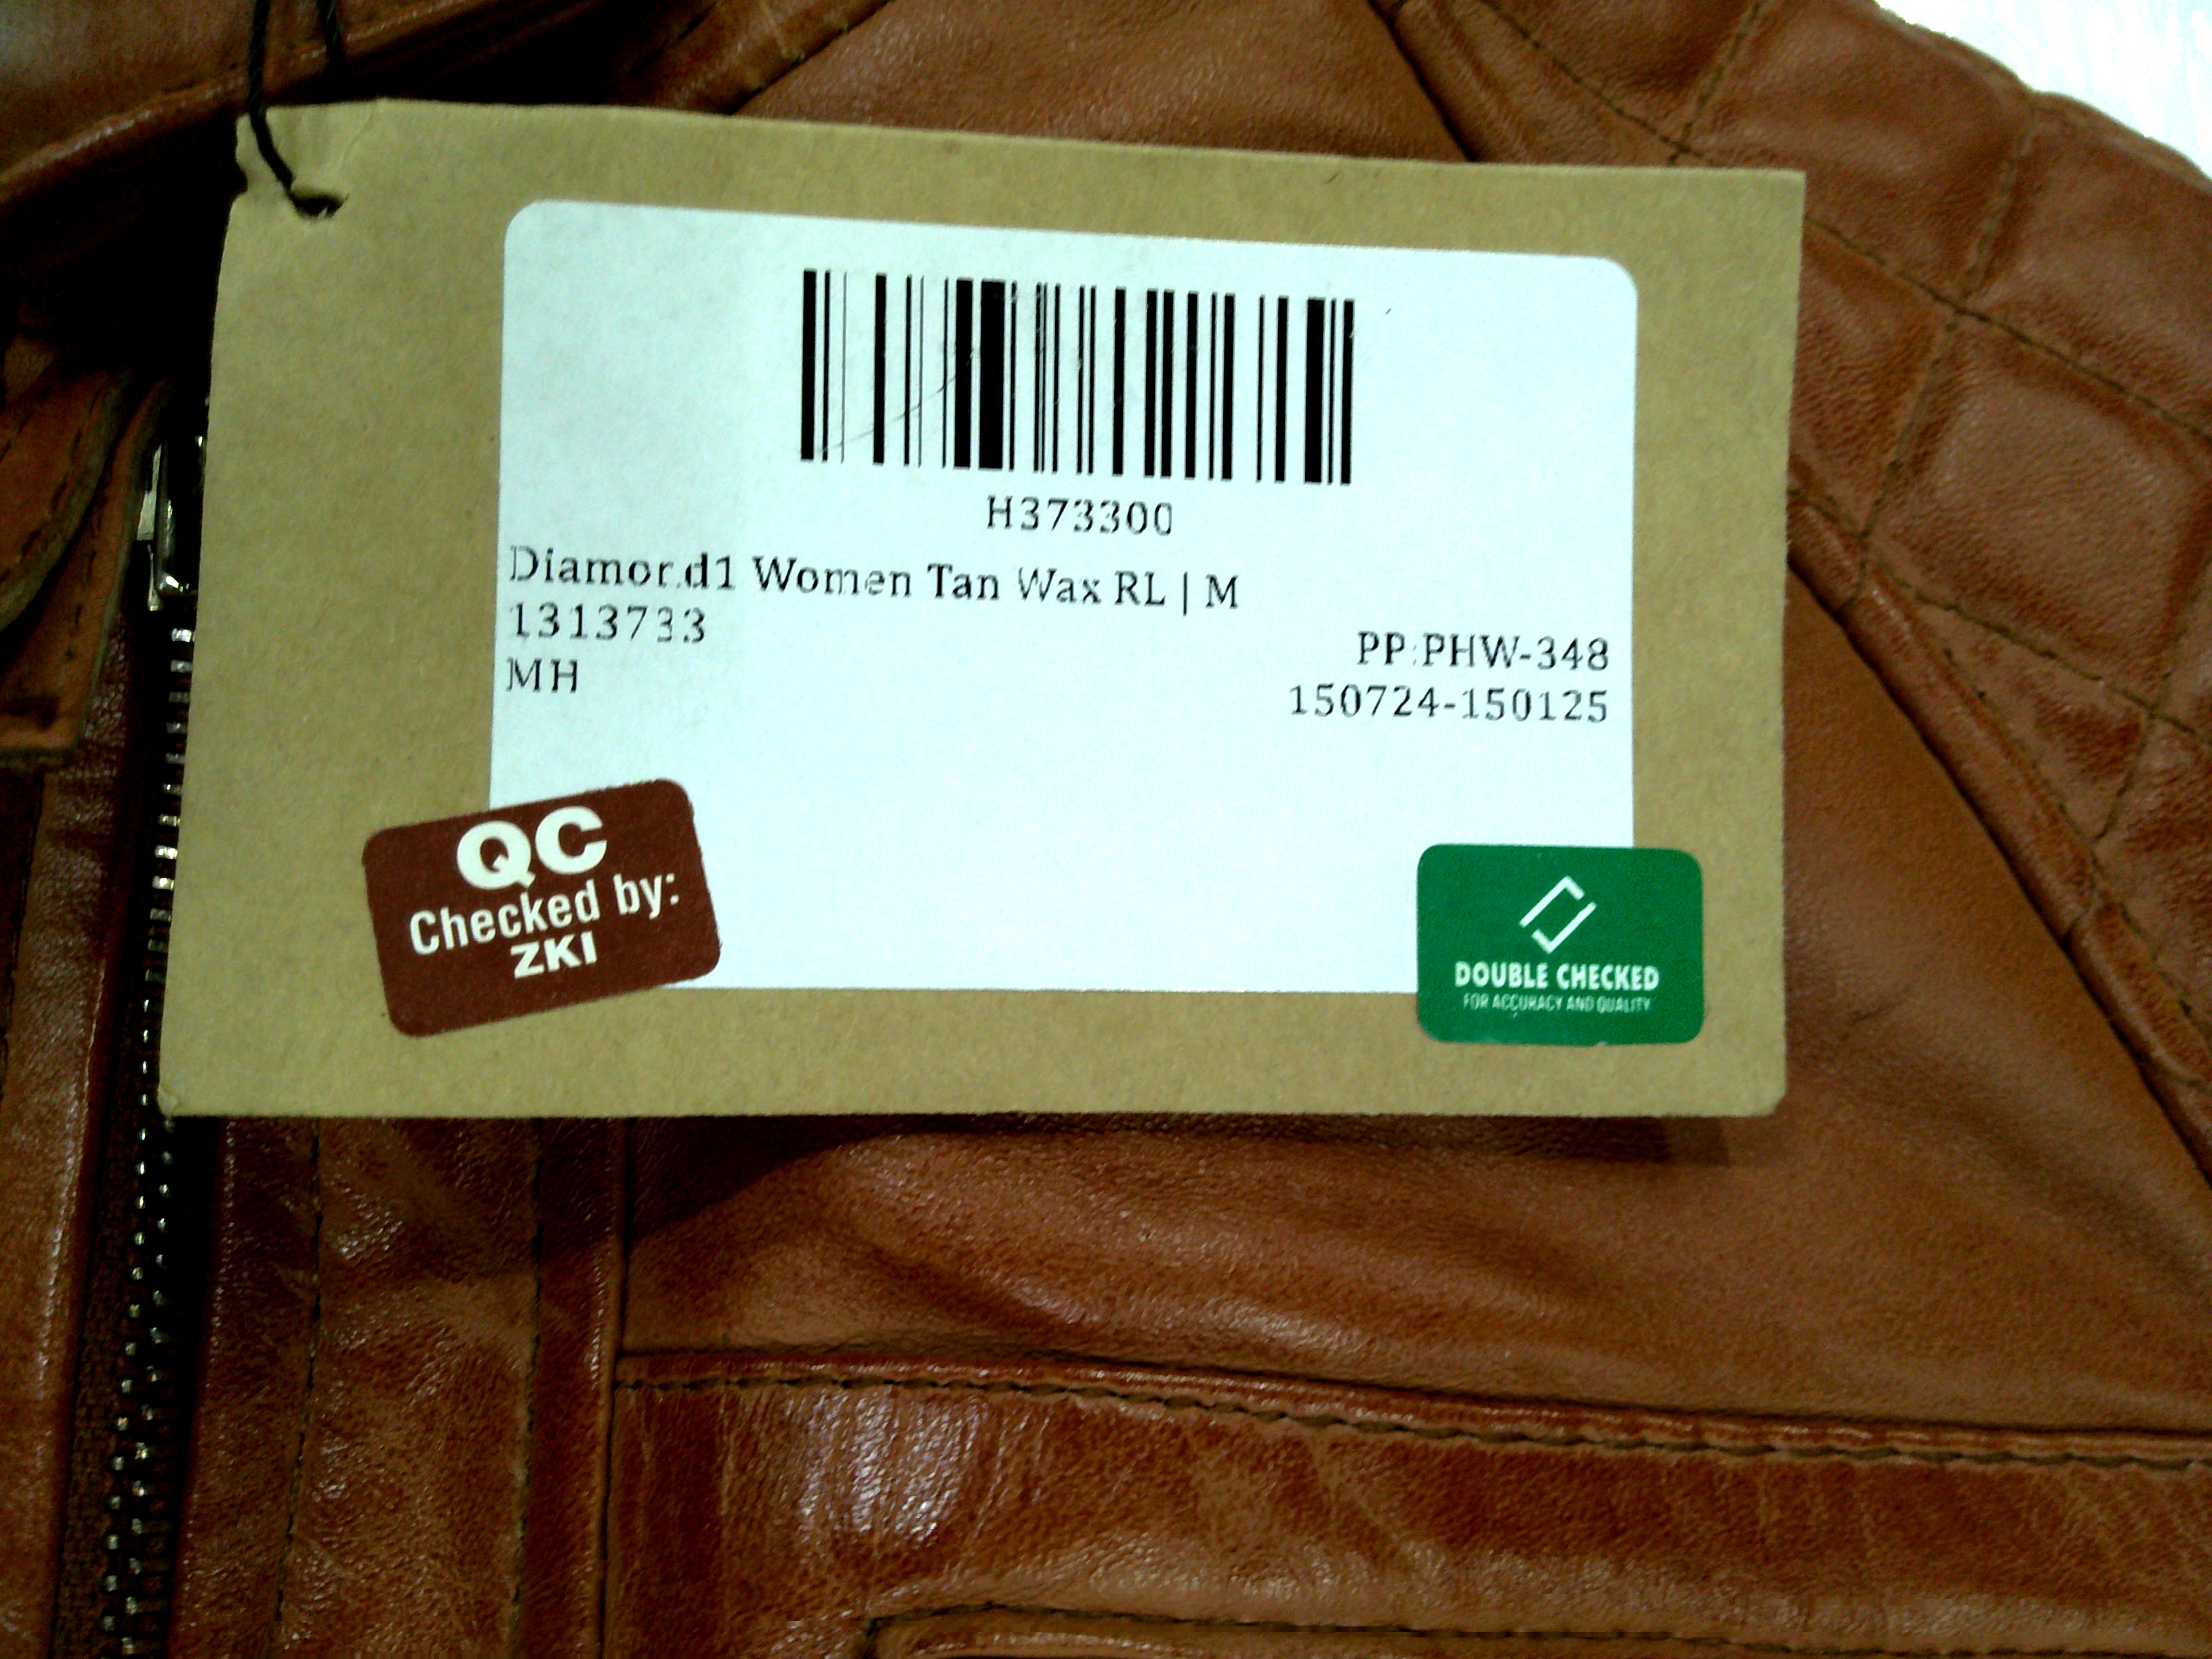 H373300
Diamond1 Women Tan Wax RL | M
1313733
MH
PP:PHW-348
150724-150125
QC
Checked by:
ZKI
DOUBLE CHECKED
FOR ACCURACY AND QUALITY